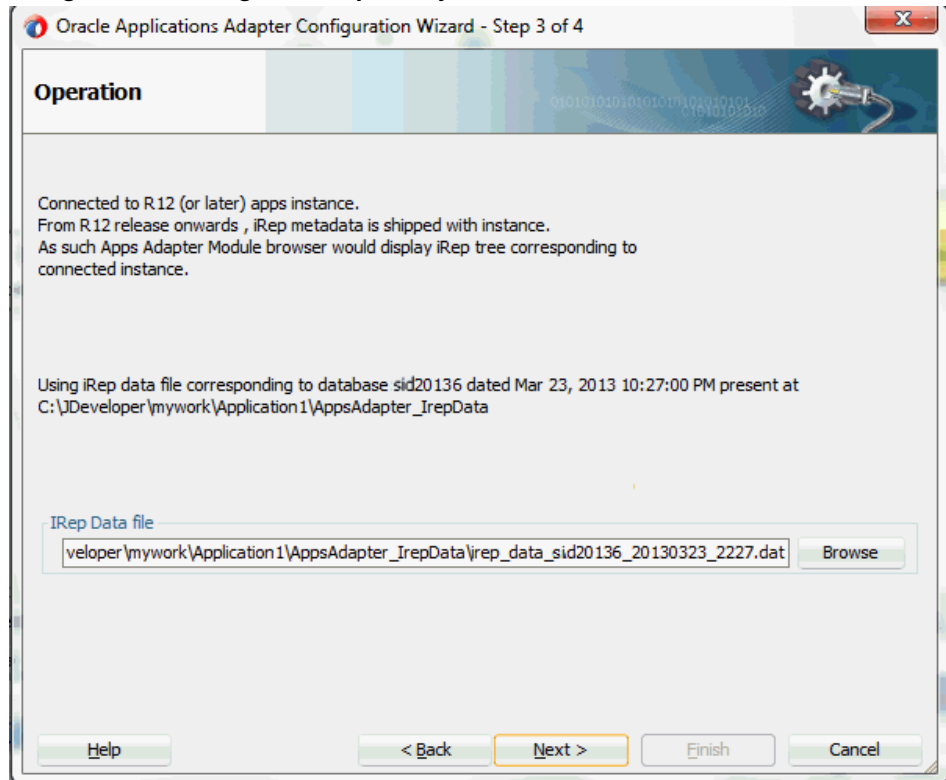 Oracle Applications Adapter Configuration Wizard - Step 3 of 4
x
Operation
Connected to R12 (or later) apps instance.
From R12 release onwards , iRep metadata is shipped with instance.
As such Apps Adapter Module browser would display iRep tree corresponding to
connected instance.
Using iRep data file corresponding to database sid20136 dated Mar 23, 2013 10:27:00 PM present at
C:\JDeveloper\mywork\Application1\AppsAdapter_IrepData
IRep Data file
veloper\mywork\Application1\AppsAdapter_IrepData\irep_data_sid20136_20130323_2227.dat
Browse
Help
< Back
Next >
Finish
Cancel